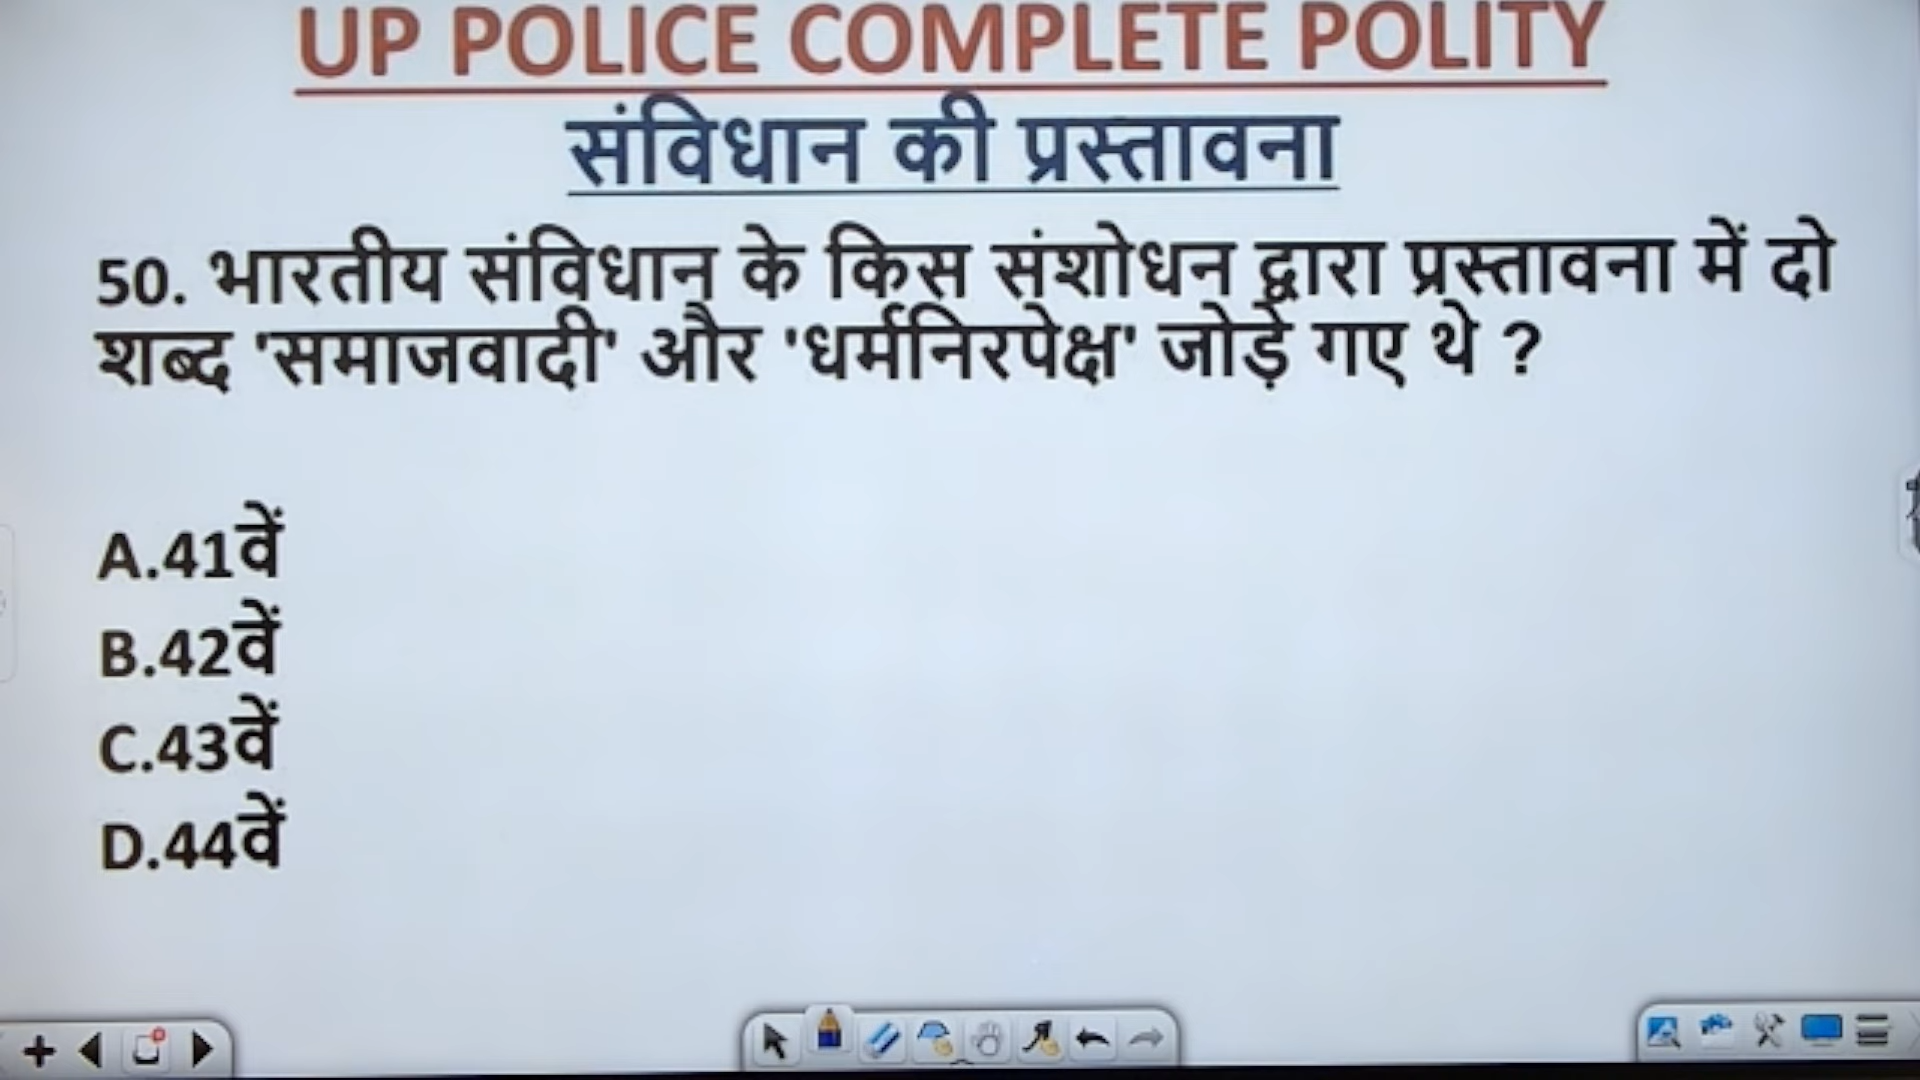 UP POLICE COMPLETE POLITY
संविधान की प्रस्तावना
50. भारतीय संविधान के किस संशोधन द्वारा प्रस्तावना में दो
शब्द 'समाजवादी' और 'धर्मनिरपेक्ष' जोड़े गए थे ?
A.41वें
B.42वें
C.43वें
D.44वें